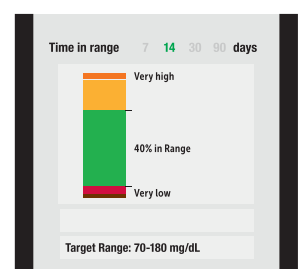 Time in range 7 14 30 90 days
Very high
40% in Range
Very low
Target Range: 70-180 mg/dL